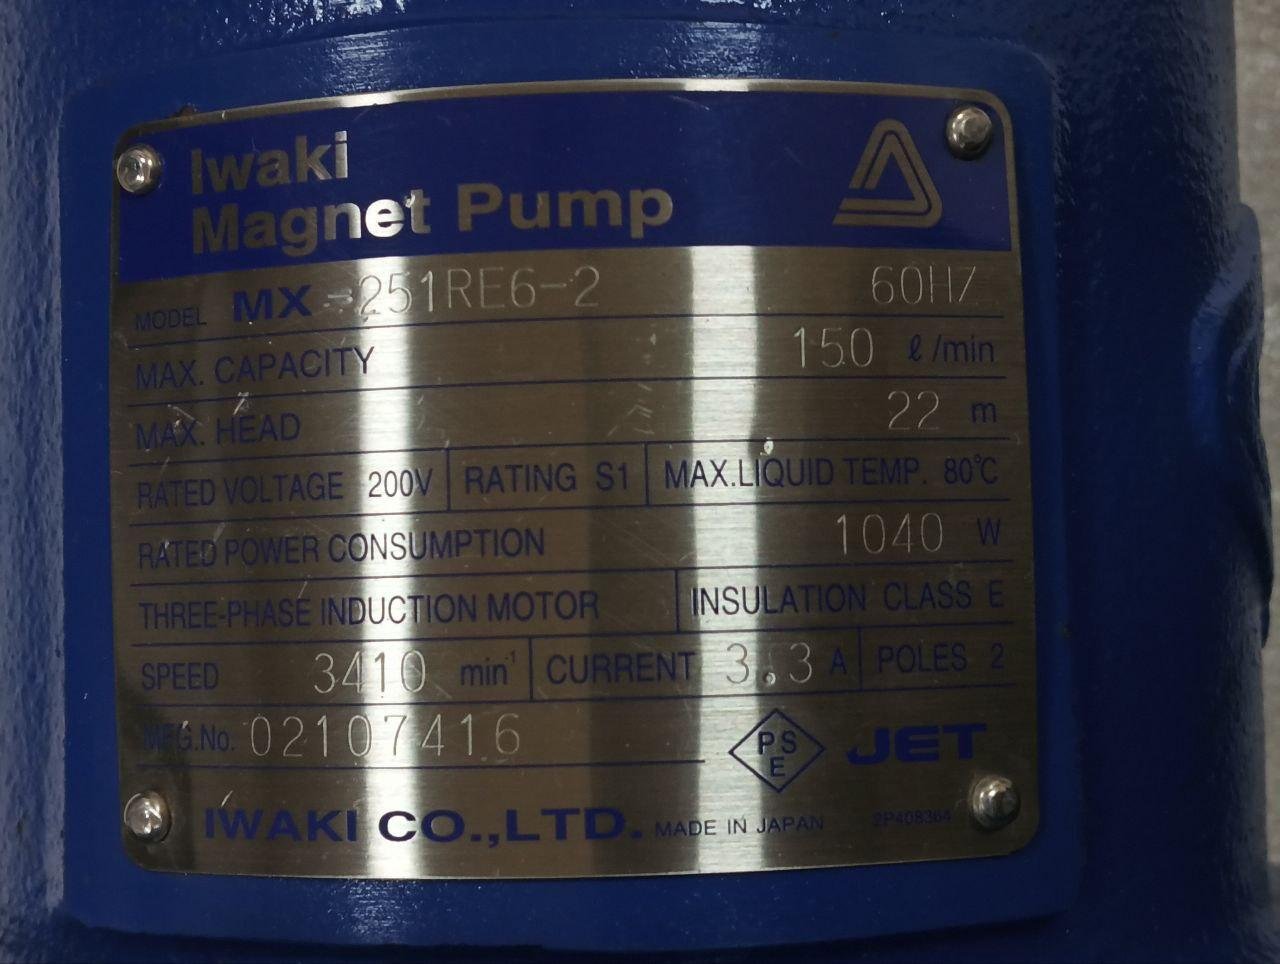 Iwaki
Magnet Pump
MODEL MX-251RE6-2 60HZ
MAX. CAPACITY 150 ℓ/min
MAX. HEAD 22 m
RATED VOLTAGE 200V RATING S1 MAX.LIQUID TEMP. 80°C
RATED POWER CONSUMPTION 1040 W
THREE-PHASE INDUCTION MOTOR INSULATION CLASS E
SPEED 3410 min⁻¹ CURRENT 3.3 A POLES 2
MFG.No. 02107416
PS
E
JET
IWAKI CO.,LTD. MADE IN JAPAN 2P408364